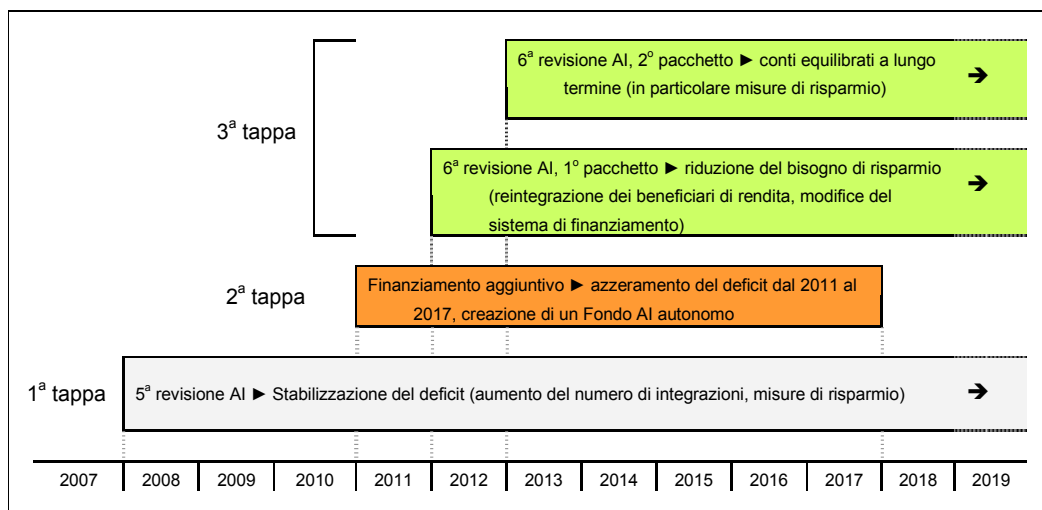 6ª revisione AI, 2º pacchetto ► conti equilibrati a lungo
termine (in particolare misure di risparmio)
➔
3ª tappa
6ª revisione AI, 1º pacchetto ► riduzione del bisogno di risparmio
(reintegrazione dei beneficiari di rendita, modifice del
sistema di finanziamento)
➔
2ª tappa
Finanziamento aggiuntivo ► azzeramento del deficit dal 2011 al
2017, creazione di un Fondo AI autonomo
1ª tappa
5ª revisione AI ► Stabilizzazione del deficit (aumento del numero di integrazioni, misure di risparmio)
➔
2007 2008 2009 2010 2011 2012 2013 2014 2015 2016 2017 2018 2019